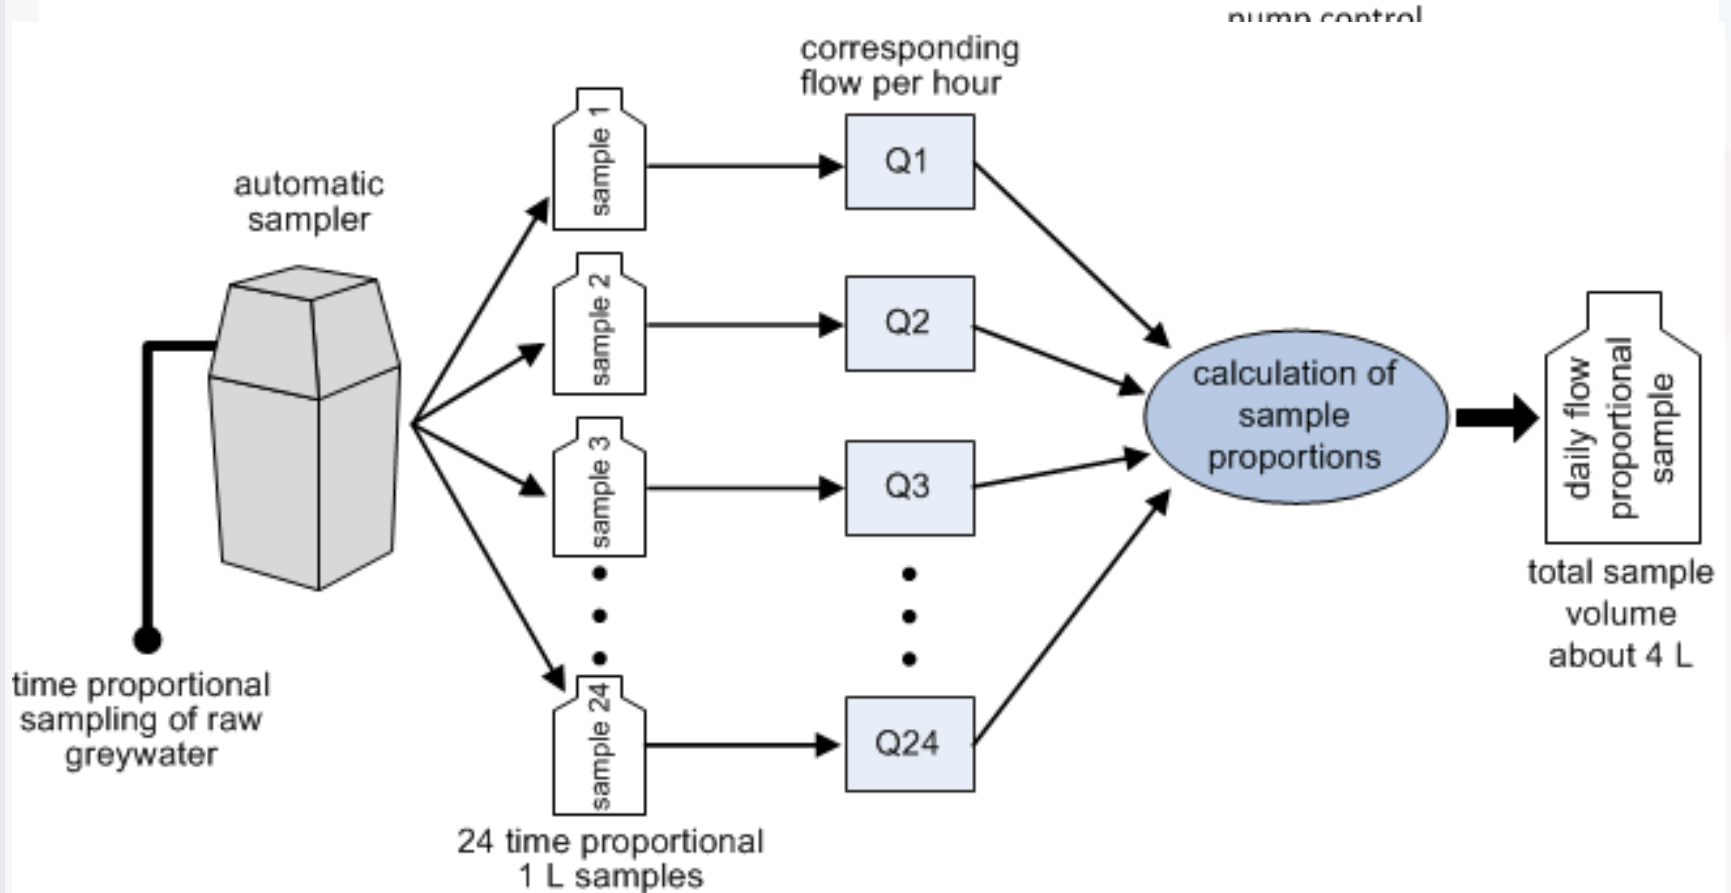 pump control
corresponding
flow per hour
automatic
sampler
sample 1
Q1
sample 2
Q2
sample 3
Q3
sample 24
Q24
calculation of
sample
proportions
daily flow
proportional
sample
total sample
volume
about 4 L
time proportional
sampling of raw
greywater
24 time proportional
1 L samples